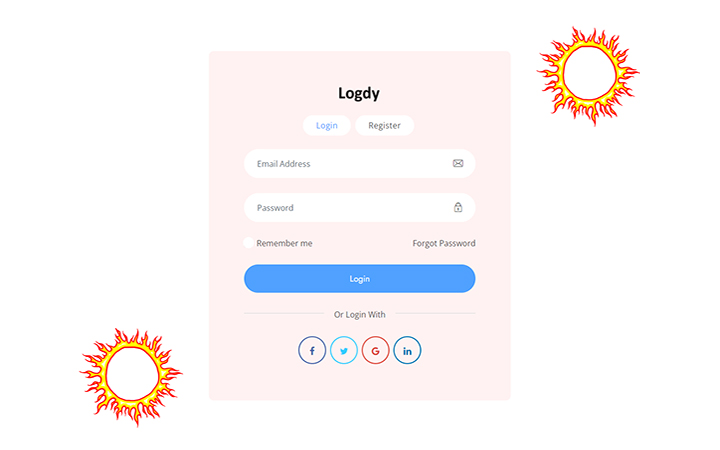 Logdy
Login Register
Email Address
Password
Remember me Forgot Password
Login
Or Login With
f G in